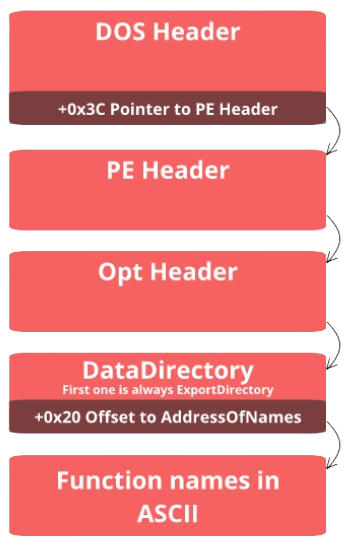 DOS Header
+0x3C Pointer to PE Header
PE Header
Opt Header
DataDirectory
First one is always ExportDirectory
+0x20 Offset to AddressOfNames
Function names in
ASCII